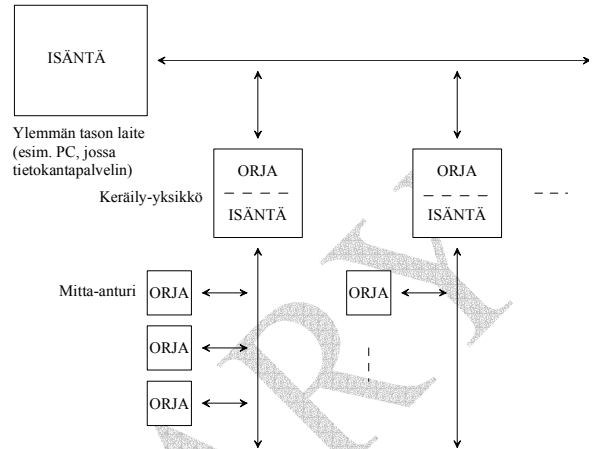 ISÄNTÄ
Ylemmän tason laite
(esim. PC, jossa
tietokantapalvelin)
Keräily-yksikkö
ORJA
ISÄNTÄ
ORJA
ISÄNTÄ
Mitta-anturi
ORJA
ORJA
ORJA
ORJA
ARY